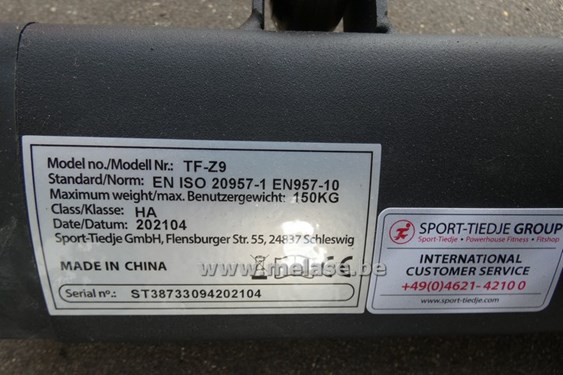 Model no./Modell Nr.: TF-Z9
Standard/Norm: EN ISO 20957-1 EN957-10
Maximum weight/max. Benutzergewicht: 150KG
Class/Klasse: HA
Date/Datum: 202104
Sport-Tiedje GmbH, Flensburger Str. 55, 24837 Schleswig
MADE IN CHINA
www.melase.be
Serial nº.: ST38733094202104
SPORT-TIEDJE GROUP
Sport-Tiedje • Powerhouse Fitness • Fitshop
INTERNATIONAL
CUSTOMER SERVICE
+49(0)4621- 4210 0
www.sport-tiedje.com